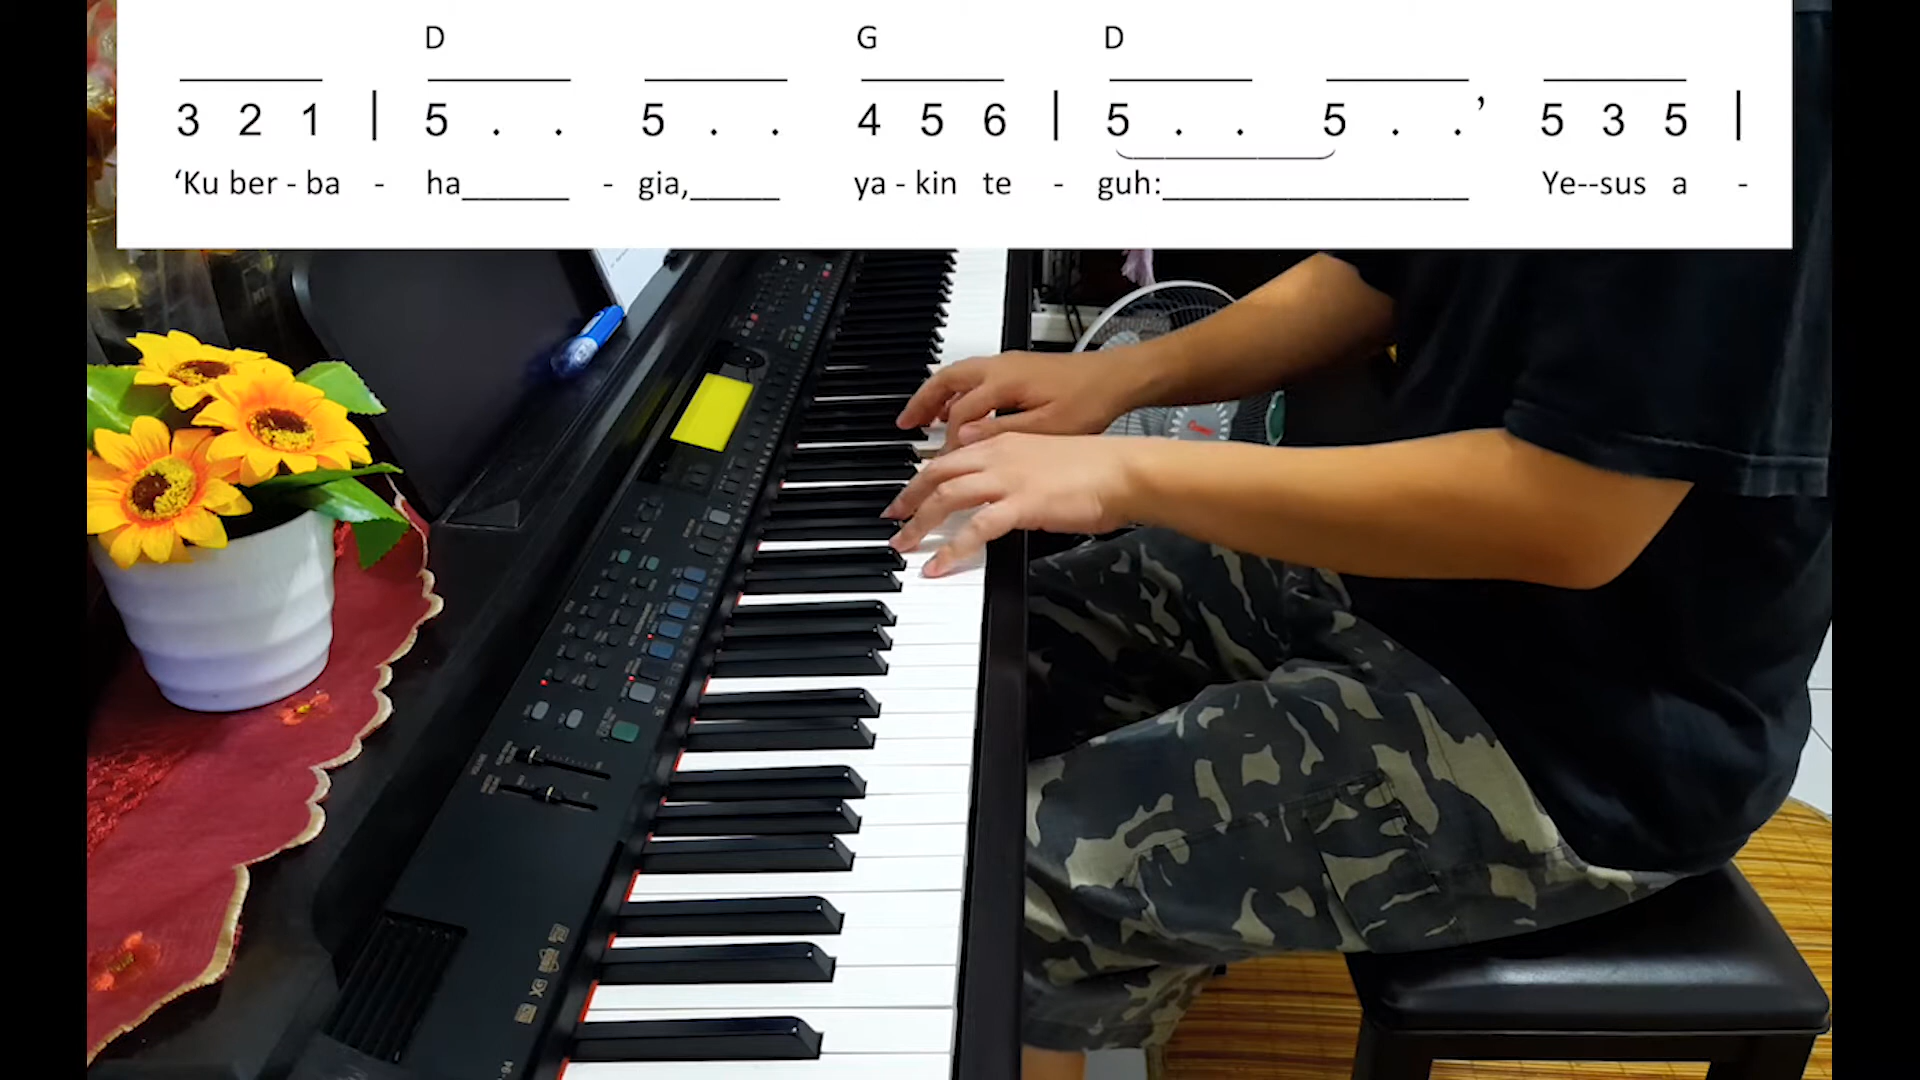 D G D
3 2 1 | 5 . . 5 . . 4 5 6 | 5 . . 5 . . ’ 5 3 5 |
‘Ku ber - ba - ha______ - gia,_____ ya - kin te - guh:_________________ Ye--sus a -